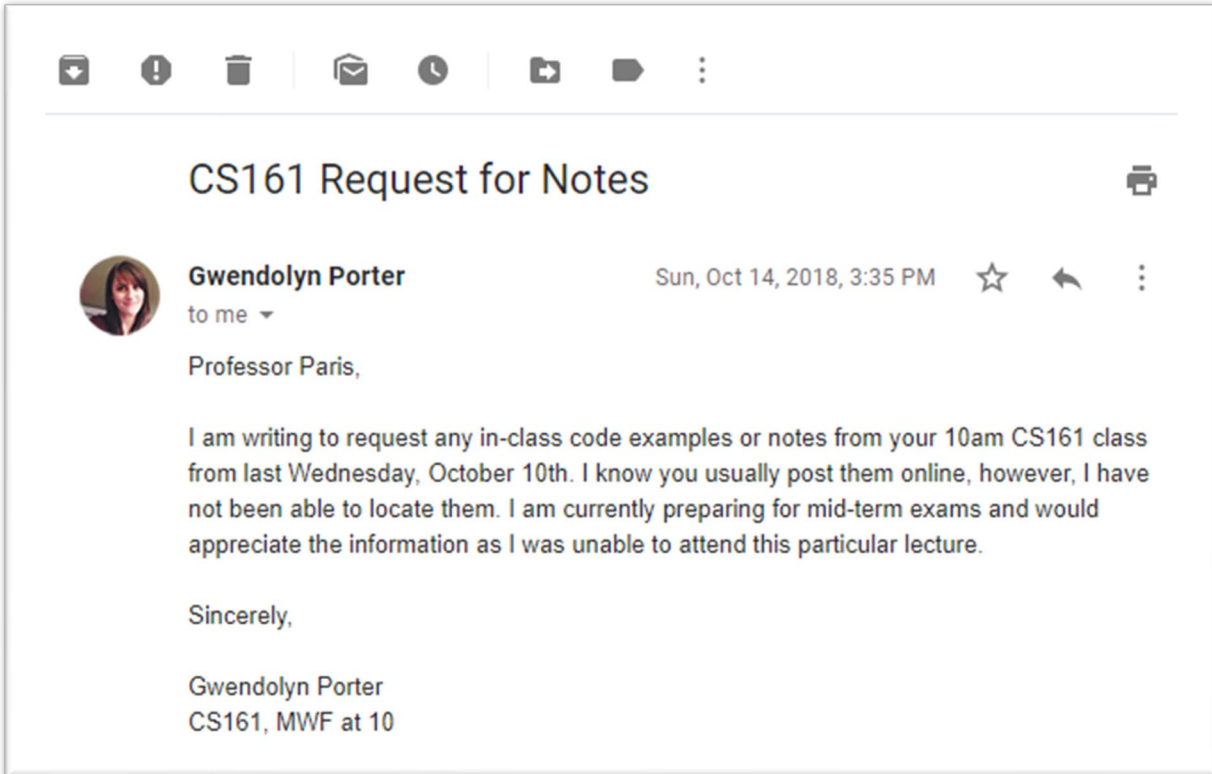 CS161 Request for Notes
Gwendolyn Porter
Sun, Oct 14, 2018, 3:35 PM
to me
Professor Paris,
I am writing to request any in-class code examples or notes from your 10am CS161 class
from last Wednesday, October 10th. I know you usually post them online, however, I have
not been able to locate them. I am currently preparing for mid-term exams and would
appreciate the information as I was unable to attend this particular lecture.
Sincerely,
Gwendolyn Porter
CS161, MWF at 10